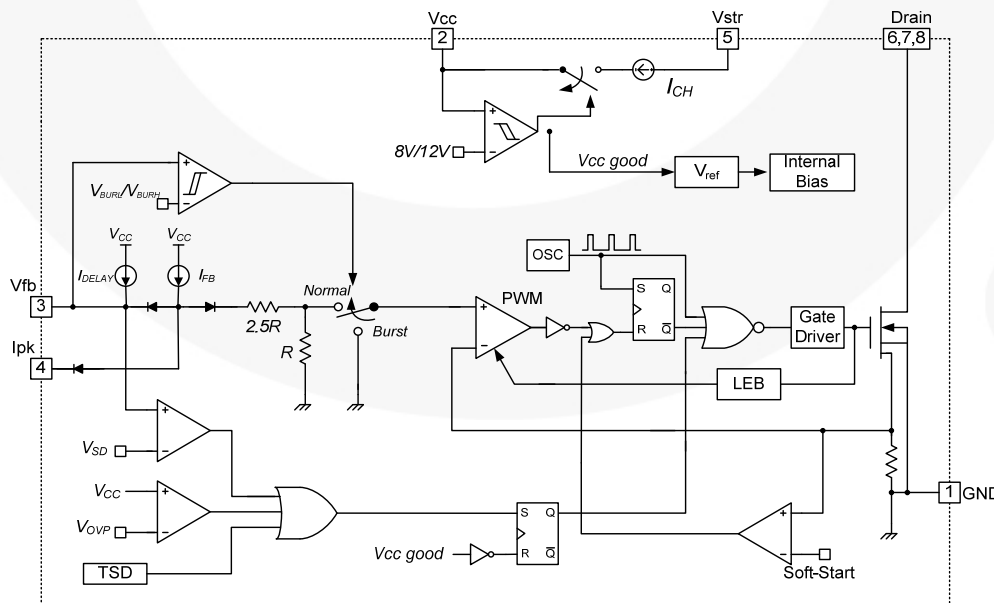 Vcc
2
Vstr
5
Drain
6,7,8
I_CH
8V/12V
+
−
Vcc good
V_ref
Internal
Bias
+
−
V_BURL/V_BURH
V_CC
V_CC
I_DELAY
I_FB
Vfb
3
2.5R
R
Normal
Burst
OSC
PWM
+
−
S
Q
R
Q̅
Gate
Driver
LEB
Ipk
4
V_SD
+
−
V_CC
V_OVP
+
−
TSD
S
Q
R
Q̅
Vcc good
+
−
Soft-Start
1
GND